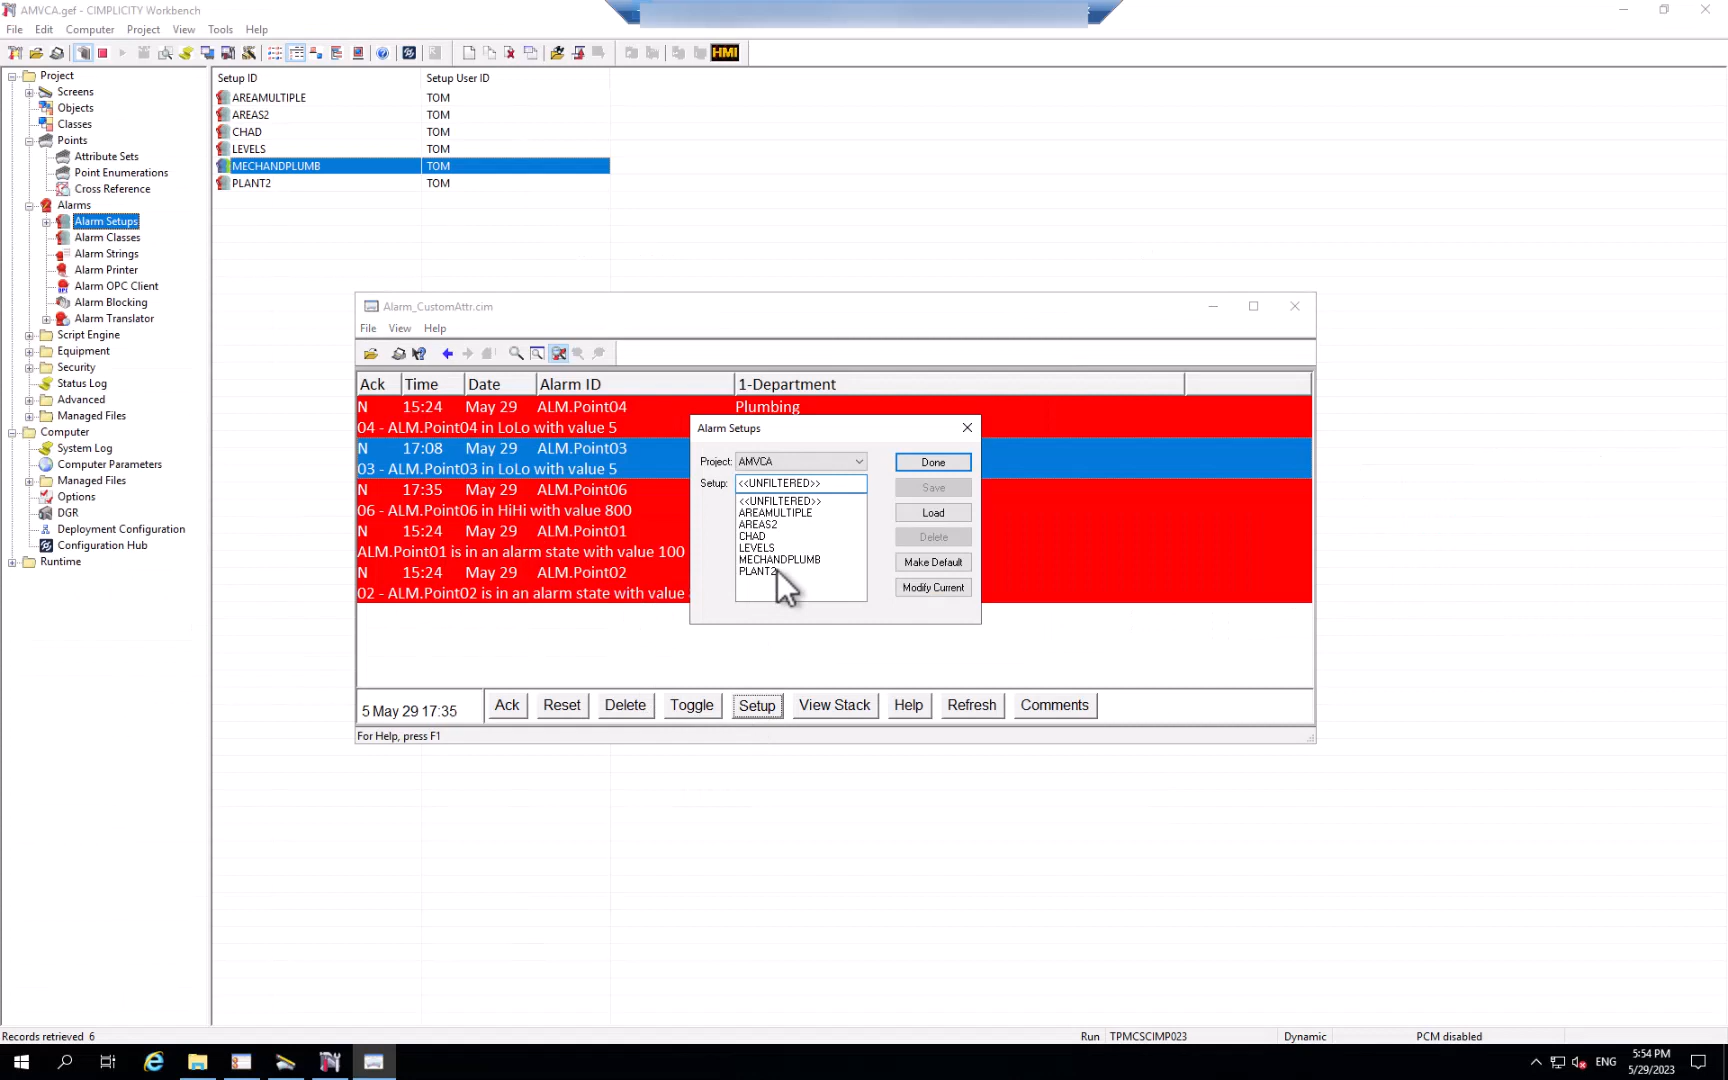 AMVCA.gef - CIMPLICITY Workbench
File Edit Computer Project View Tools Help
HMI
Project
Screens
Objects
Classes
Points
Attribute Sets
Point Enumerations
Cross Reference
Alarms
Alarm Setups
Alarm Classes
Alarm Strings
Alarm Printer
Alarm OPC Client
Alarm Blocking
Alarm Translator
Script Engine
Equipment
Security
Status Log
Advanced
Managed Files
Computer
System Log
Computer Parameters
Managed Files
Options
DGR
Deployment Configuration
Configuration Hub
Runtime
Setup ID Setup User ID
AREAMULTIPLE TOM
AREAS2 TOM
CHAD TOM
LEVELS TOM
MECHANDPLUMB TOM
PLANT2 TOM
Alarm_CustomAttr.cim
File View Help
Ack Time Date Alarm ID 1-Department
N 15:24 May 29 ALM.Point04 Plumbing
04 - ALM.Point04 in LoLo with value 5
N 17:08 May 29 ALM.Point03
03 - ALM.Point03 in LoLo with value 5
N 17:35 May 29 ALM.Point06
06 - ALM.Point06 in HiHi with value 800
N 15:31 May 29 ALM.Point01
ALM.Point01 is in an alarm state with value 100
N 15:24 May 29 ALM.Point02
02 - ALM.Point02 is in an alarm state with value
Alarm Setups
Project: AMVCA
Setup: <<UNFILTERED>>
<<UNFILTERED>>
AREAMULTIPLE
AREAS2
CHAD
LEVELS
MECHANDPLUMB
PLANT2
Done
Save
Load
Delete
Make Default
Modify Current
5 May 29 17:35 Ack Reset Delete Toggle Setup View Stack Help Refresh Comments
For Help, press F1
Records retrieved 6 Run TPMCSCIMP023 Dynamic PCM disabled
ENG 5:54 PM
5/29/2023